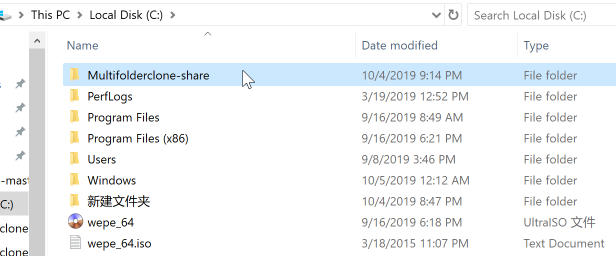 This PC > Local Disk (C:) >
Search Local Disk (C:)
Name Date modified Type
Multifolderclone-share 10/4/2019 9:14 PM File folder
PerfLogs 3/19/2019 12:52 PM File folder
Program Files 9/16/2019 8:49 AM File folder
Program Files (x86) 9/16/2019 6:21 PM File folder
Users 9/8/2019 3:46 PM File folder
-mast
Windows 10/5/2019 12:12 AM File folder
C:)
新建文件夹 10/4/2019 8:47 PM File folder
clone
wepe_64 9/16/2019 6:18 PM UltraISO 文件
clone
wepe_64.iso 3/18/2015 11:07 PM Text Document